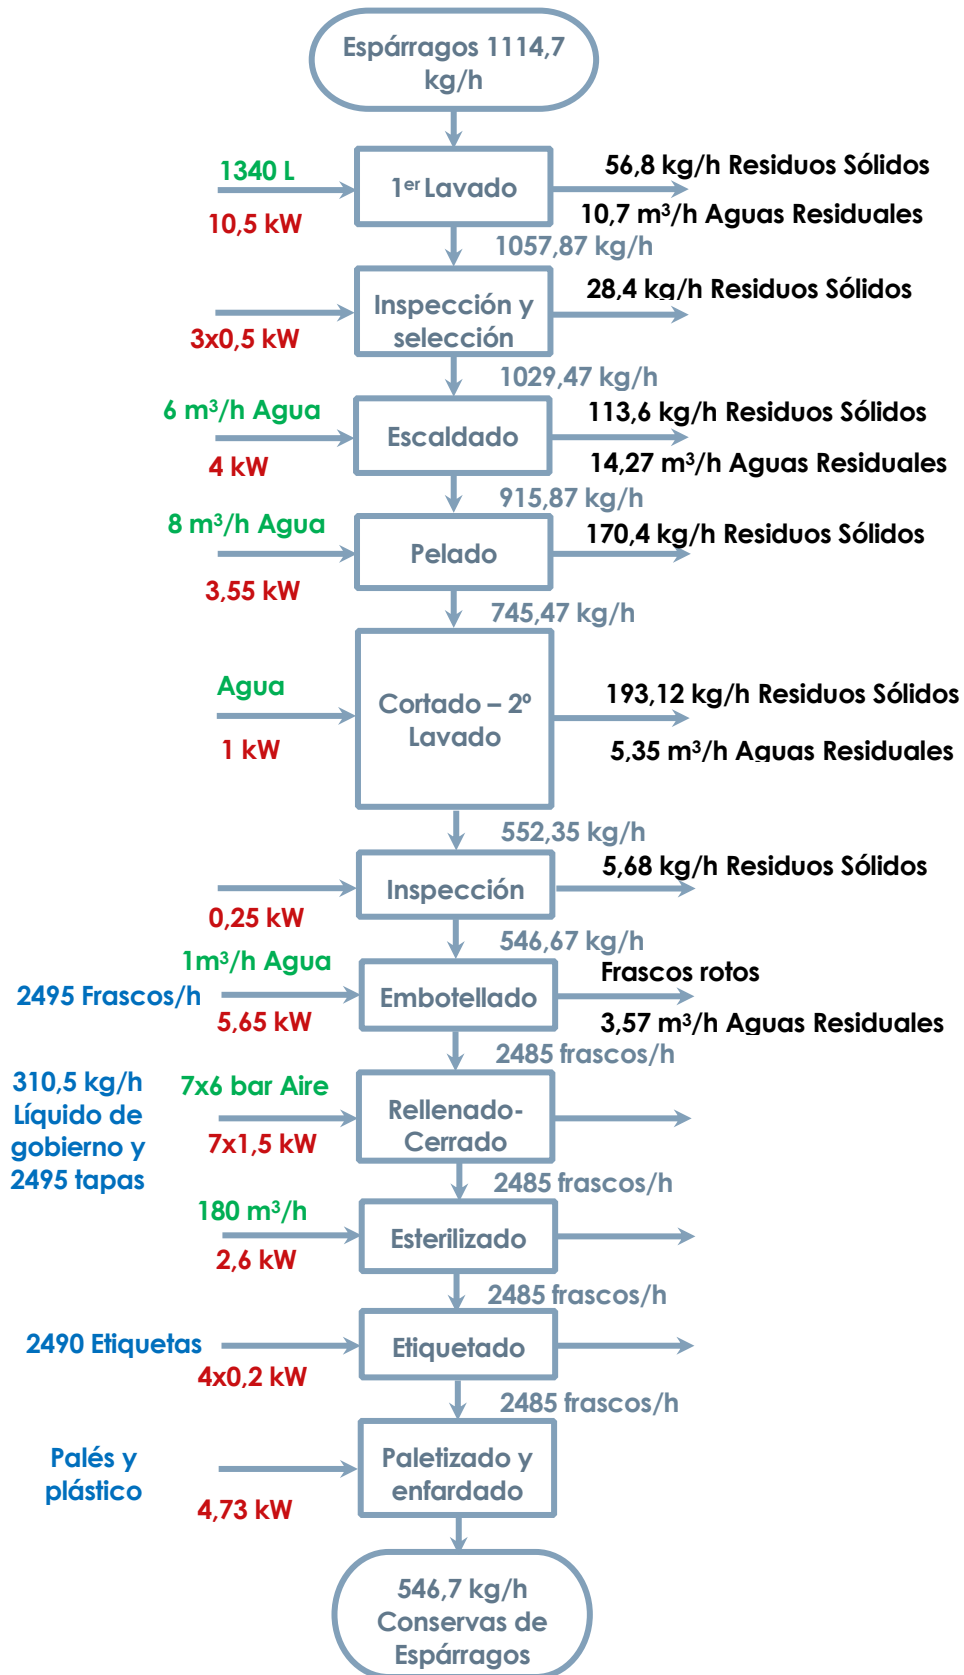 Espárragos 1114,7
kg/h
1340 L
10,5 kW
1er Lavado
56,8 kg/h Residuos Sólidos
10,7 m³/h Aguas Residuales
1057,87 kg/h
3x0,5 kW
Inspección y
selección
28,4 kg/h Residuos Sólidos
1029,47 kg/h
6 m³/h Agua
4 kW
Escaldado
113,6 kg/h Residuos Sólidos
14,27 m³/h Aguas Residuales
915,87 kg/h
8 m³/h Agua
3,55 kW
Pelado
170,4 kg/h Residuos Sólidos
745,47 kg/h
Agua
1 kW
Cortado – 2º
Lavado
193,12 kg/h Residuos Sólidos
5,35 m³/h Aguas Residuales
552,35 kg/h
0,25 kW
Inspección
5,68 kg/h Residuos Sólidos
546,67 kg/h
2495 Frascos/h
1m³/h Agua
5,65 kW
Embotellado
Frascos rotos
3,57 m³/h Aguas Residuales
2485 frascos/h
310,5 kg/h
Líquido de
gobierno y
2495 tapas
7x6 bar Aire
7x1,5 kW
Rellenado-
Cerrado
2485 frascos/h
180 m³/h
2,6 kW
Esterilizado
2485 frascos/h
2490 Etiquetas
4x0,2 kW
Etiquetado
2485 frascos/h
Palés y
plástico
4,73 kW
Paletizado y
enfardado
546,7 kg/h
Conservas de
Espárragos